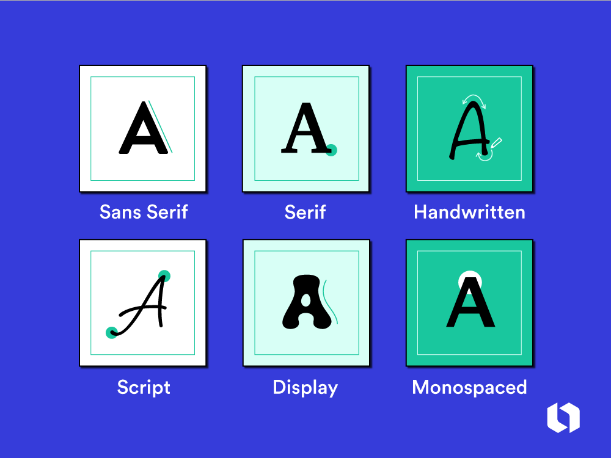 A A A
Sans Serif Serif Handwritten
A A A
Script Display Monospaced